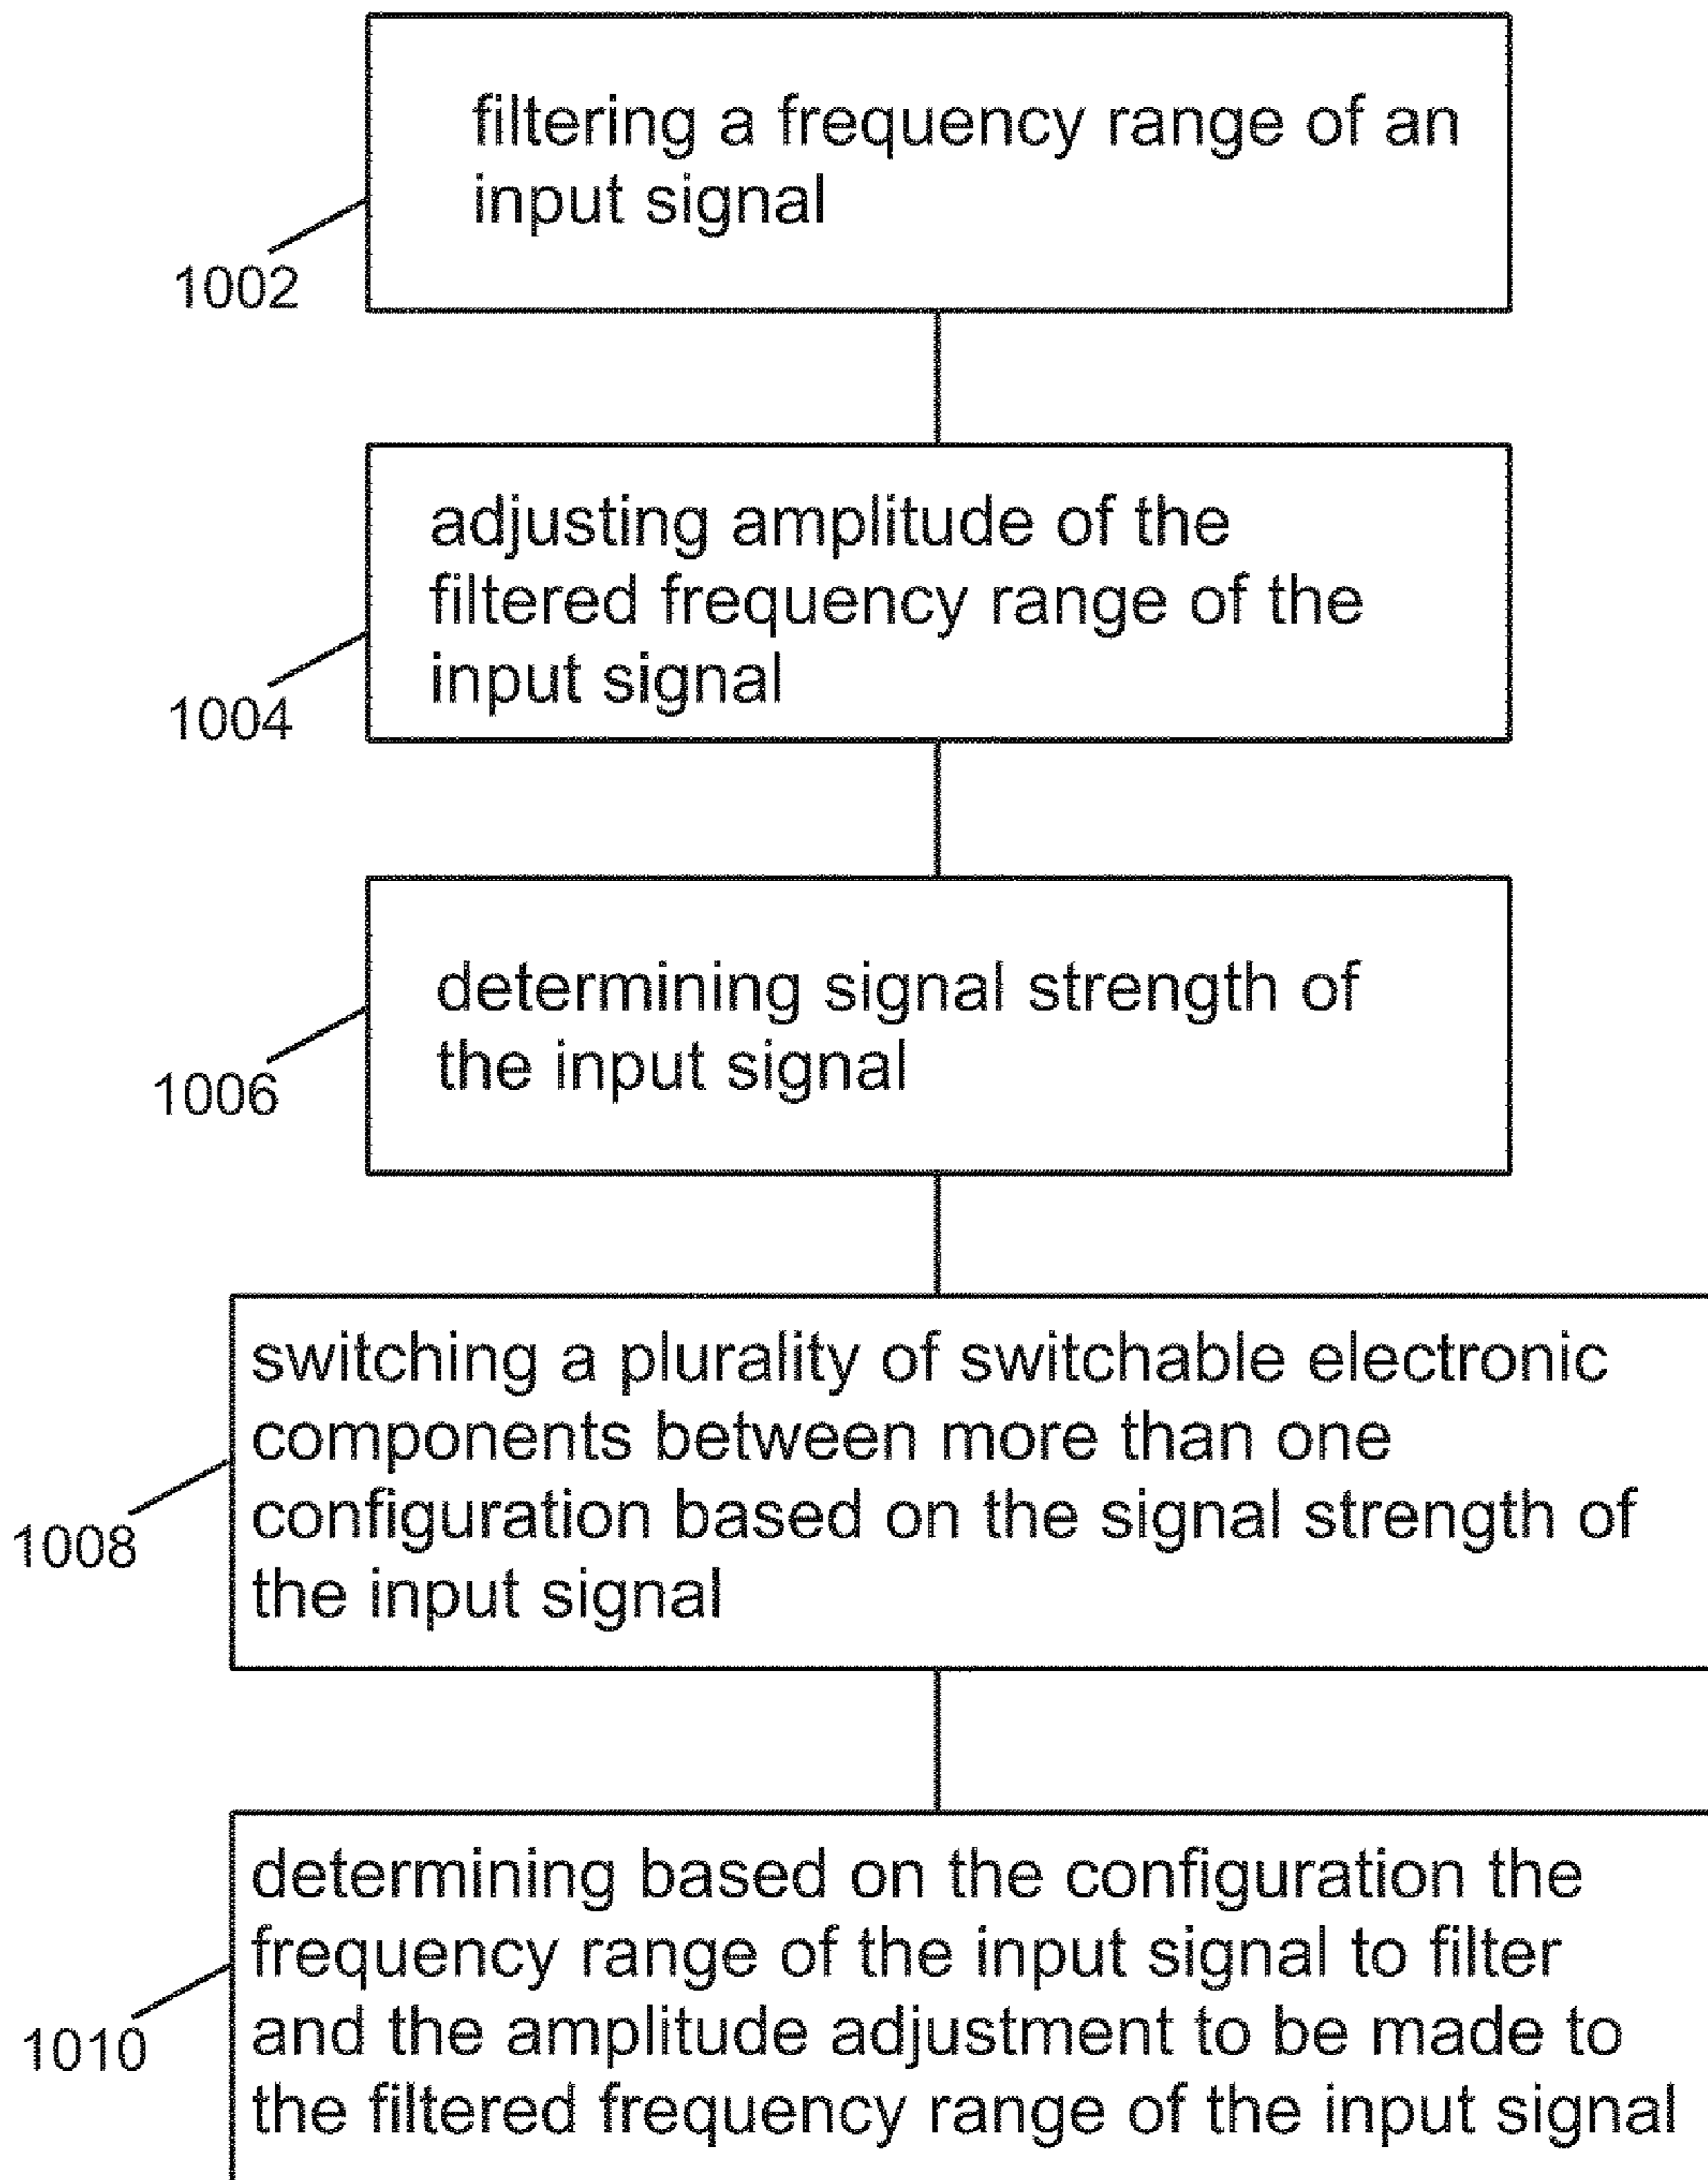 filtering a frequency range of an
input signal
1002
adjusting amplitude of the
filtered frequency range of the
input signal
1004
determining signal strength of
the input signal
1006
switching a plurality of switchable electronic
components between more than one
configuration based on the signal strength of
the input signal
1008
determining based on the configuration the
frequency range of the input signal to filter
and the amplitude adjustment to be made to
the filtered frequency range of the input signal
1010